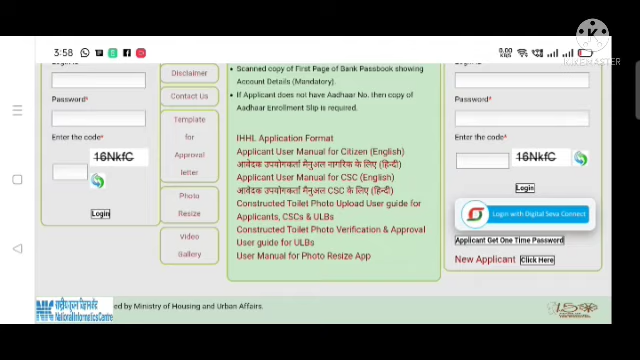 3:58
0.00 KB/S
KINEMASTER
Password*
Enter the code*
16NkfC
Login
Disclaimer
Contact Us
Template
for
Approval
letter
Photo
Resize
Video
Gallery
• Scanned copy of First Page of Bank Passbook showing
Account Details (Mandatory).
• If Applicant does not have Aadhaar No. then copy of
Aadhaar Enrollment Slip is required.
IHHL Application Format
Applicant User Manual for Citizen (English)
आवेदक उपयोगकर्ता मैनुअल नागरिक के लिए (हिन्दी)
Applicant User Manual for CSC (English)
आवेदक उपयोगकर्ता मैनुअल CSC के लिए (हिन्दी)
Constructed Toilet Photo Upload User guide for
Applicants, CSCs & ULBs
Constructed Toilet Photo Verification & Approval
User guide for ULBs
User Manual for Photo Resize App
Password*
Enter the code*
16NkfC
Login
Login with Digital Seva Connect
Applicant Get One Time Password
New Applicant Click Here
National Informatics Centre
ed by Ministry of Housing and Urban Affairs.